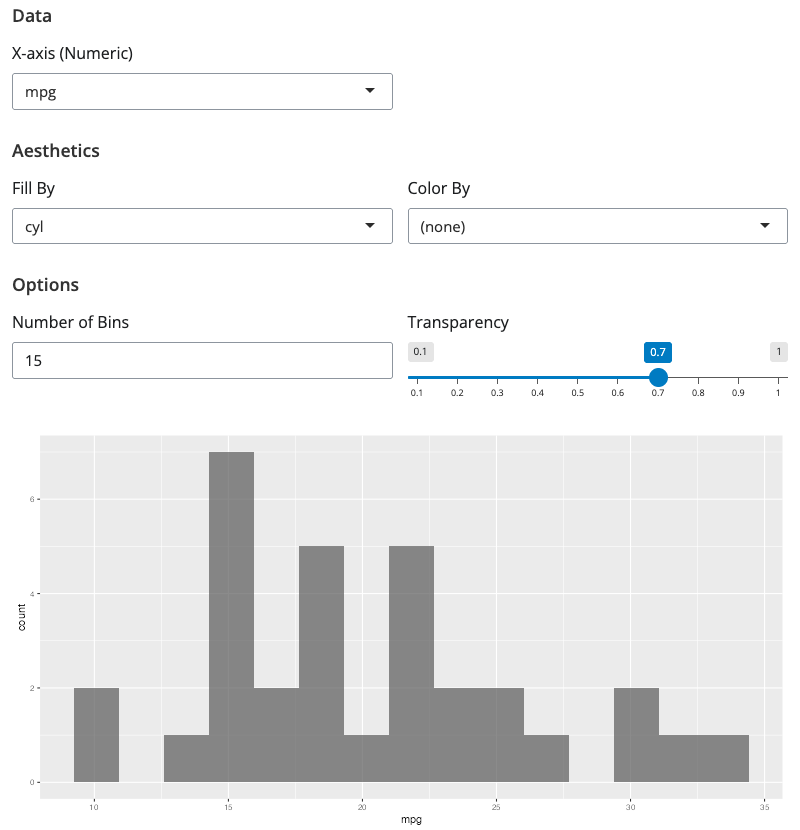 Data
X-axis (Numeric)
mpg
Aesthetics
Fill By
Color By
cyl
(none)
Options
Number of Bins
Transparency
15
0.1
0.7
1
0.1 0.2 0.3 0.4 0.5 0.6 0.7 0.8 0.9 1
6
4
count
2
0
10 15 20 25 30 35
mpg